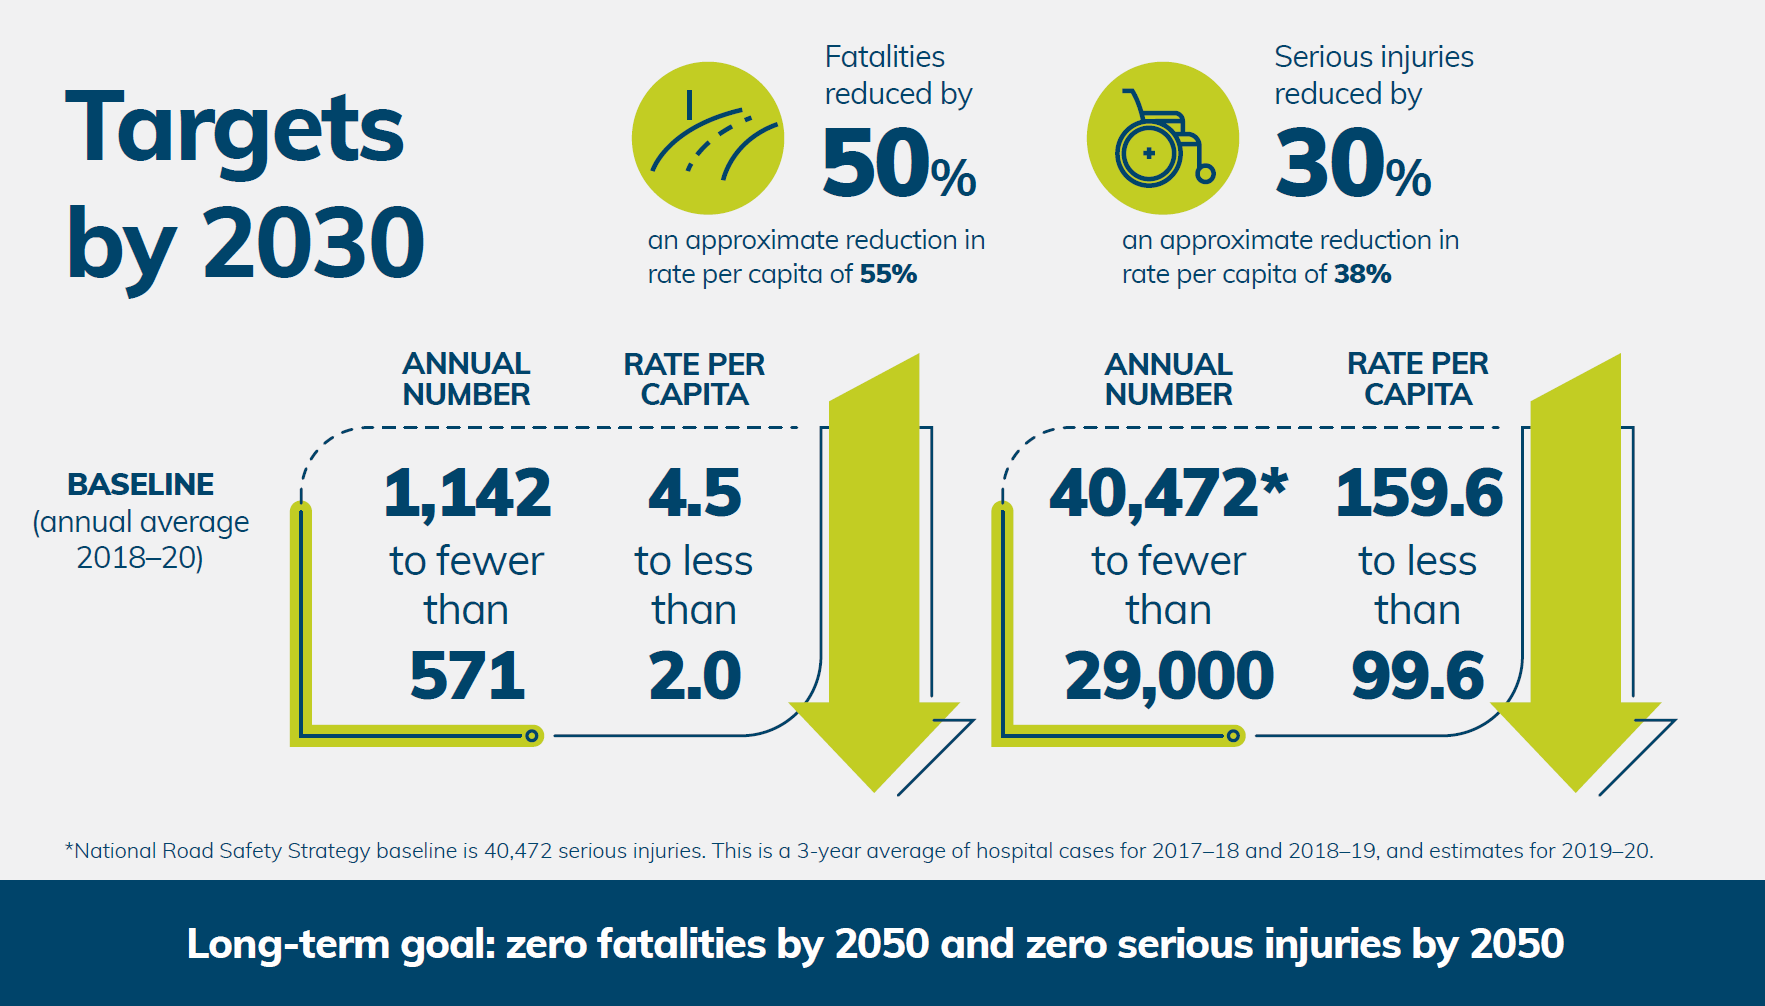 Targets
by 2030
Fatalities
reduced by
50%
an approximate reduction in
rate per capita of 55%
Serious injuries
reduced by
30%
an approximate reduction in
rate per capita of 38%
BASELINE
(annual average
2018–20)
ANNUAL
NUMBER
1,142
to fewer
than
571
RATE PER
CAPITA
4.5
to less
than
2.0
ANNUAL
NUMBER
40,472*
to fewer
than
29,000
RATE PER
CAPITA
159.6
to less
than
99.6
*National Road Safety Strategy baseline is 40,472 serious injuries. This is a 3-year average of hospital cases for 2017–18 and 2018–19, and estimates for 2019–20.
Long-term goal: zero fatalities by 2050 and zero serious injuries by 2050